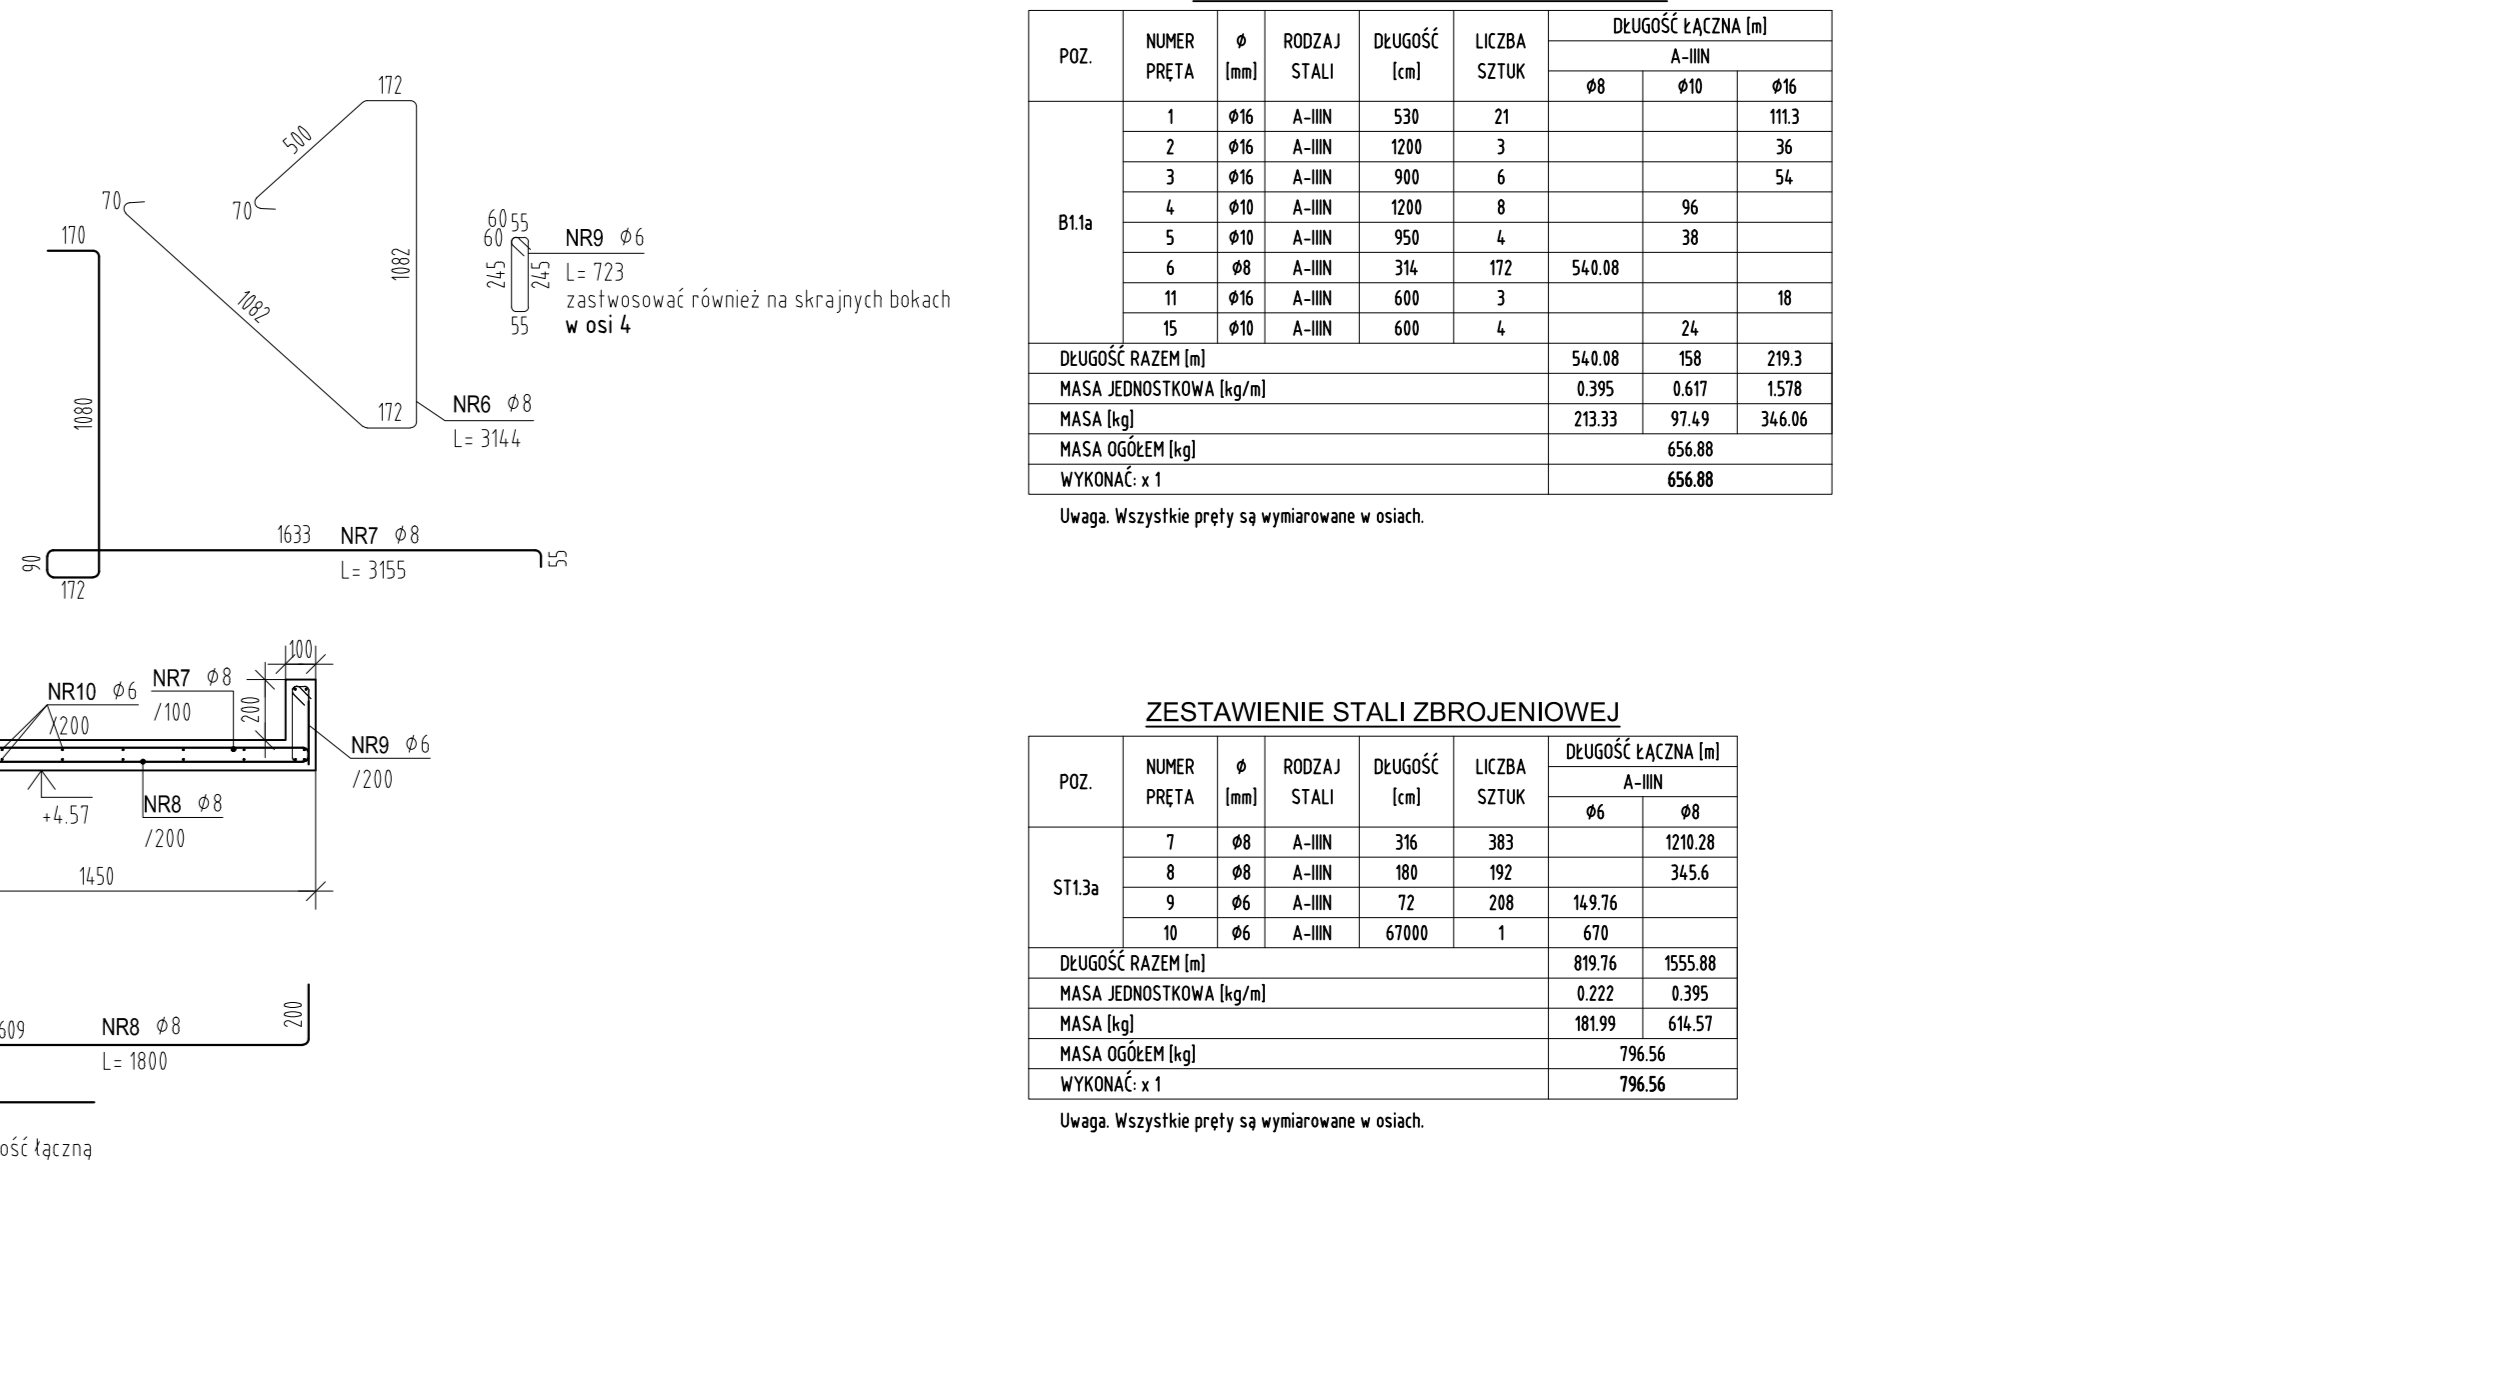 172
500
70
70
170
1082
1082
172
1080
NR6 ϕ8
L= 3144
60 55
60
245
245
55
NR9 ϕ6
L= 723
zastwosować również na skrajnych bokach
w osi 4
1633 NR7 ϕ8
L= 3155
55
90
172
100
NR10 ϕ6
/200
NR7 ϕ8
/100
200
NR9 ϕ6
/200
+4.57
NR8 ϕ8
/200
1450
609
NR8 ϕ8
L= 1800
200
ość łączną
POZ. NUMER PRĘTA ϕ [mm] RODZAJ STALI DŁUGOŚĆ [cm] LICZBA SZTUK DŁUGOŚĆ ŁĄCZNA [m]
A-IIIN
ϕ8 ϕ10 ϕ16
B1.1a
1 ϕ16 A-IIIN 530 21 111.3
2 ϕ16 A-IIIN 1200 3 36
3 ϕ16 A-IIIN 900 6 54
4 ϕ10 A-IIIN 1200 8 96
5 ϕ10 A-IIIN 950 4 38
6 ϕ8 A-IIIN 314 172 540.08
11 ϕ16 A-IIIN 600 3 18
15 ϕ10 A-IIIN 600 4 24
DŁUGOŚĆ RAZEM [m] 540.08 158 219.3
MASA JEDNOSTKOWA [kg/m] 0.395 0.617 1.578
MASA [kg] 213.33 97.49 346.06
MASA OGÓŁEM [kg] 656.88
WYKONAĆ: x 1 656.88
Uwaga. Wszystkie pręty są wymiarowane w osiach.
ZESTAWIENIE STALI ZBROJENIOWEJ
POZ. NUMER PRĘTA ϕ [mm] RODZAJ STALI DŁUGOŚĆ [cm] LICZBA SZTUK DŁUGOŚĆ ŁĄCZNA [m]
A-IIIN
ϕ6 ϕ8
ST1.3a
7 ϕ8 A-IIIN 316 383 1210.28
8 ϕ8 A-IIIN 180 192 345.6
9 ϕ6 A-IIIN 72 208 149.76
10 ϕ6 A-IIIN 67000 1 670
DŁUGOŚĆ RAZEM [m] 819.76 1555.88
MASA JEDNOSTKOWA [kg/m] 0.222 0.395
MASA [kg] 181.99 614.57
MASA OGÓŁEM [kg] 796.56
WYKONAĆ: x 1 796.56
Uwaga. Wszystkie pręty są wymiarowane w osiach.